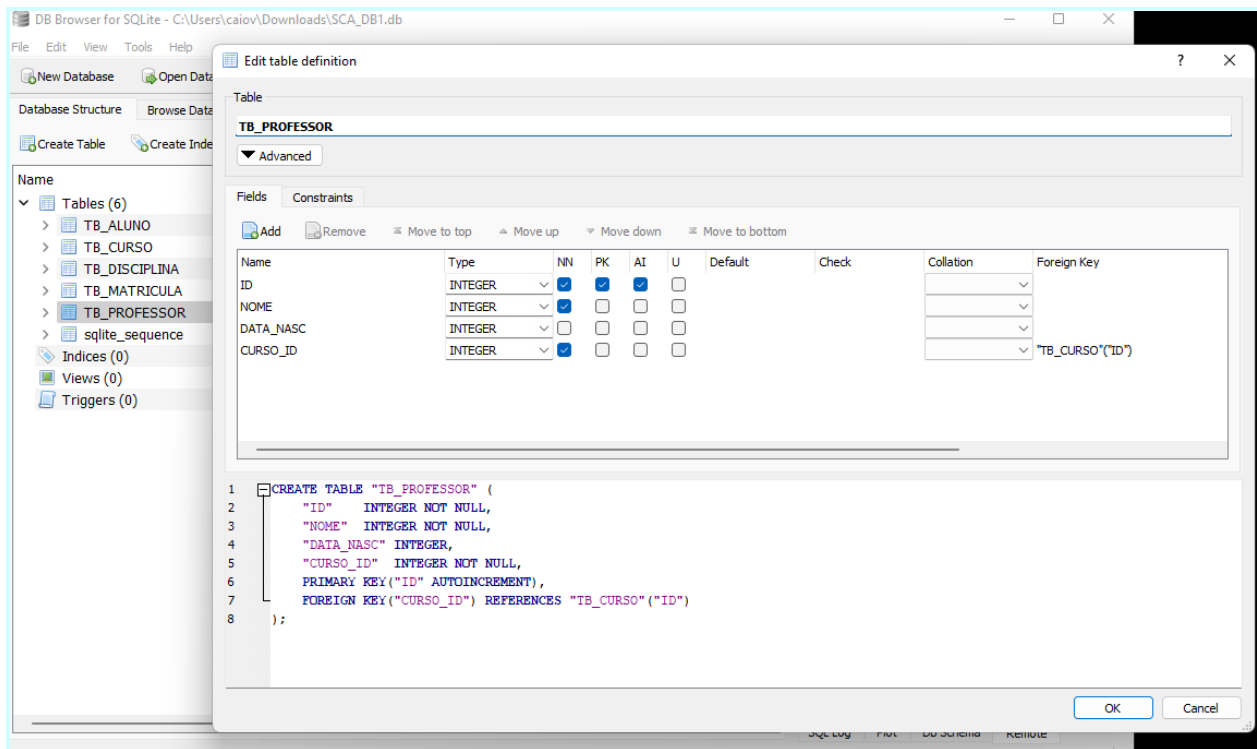 DB Browser for SQLite - C:\Users\caiov\Downloads\SCA_DB1.db
File Edit View Tools Help
New Database Open Data
Database Structure Browse Data
Create Table Create Inde
Name
Tables (6)
TB_ALUNO
TB_CURSO
TB_DISCIPLINA
TB_MATRICULA
TB_PROFESSOR
sqlite_sequence
Indices (0)
Views (0)
Triggers (0)
Edit table definition ?
Table
TB_PROFESSOR
Advanced
Fields Constraints
Add Remove Move to top Move up Move down Move to bottom
Name Type NN PK AI U Default Check Collation Foreign Key
ID INTEGER
NOME INTEGER
DATA_NASC INTEGER
CURSO_ID INTEGER "TB_CURSO"("ID")
1 CREATE TABLE "TB_PROFESSOR" (
2 "ID" INTEGER NOT NULL,
3 "NOME" INTEGER NOT NULL,
4 "DATA_NASC" INTEGER,
5 "CURSO_ID" INTEGER NOT NULL,
6 PRIMARY KEY("ID" AUTOINCREMENT),
7 FOREIGN KEY("CURSO_ID") REFERENCES "TB_CURSO"("ID")
8 );
OK Cancel
SQL Log Plot DB Schema Remote